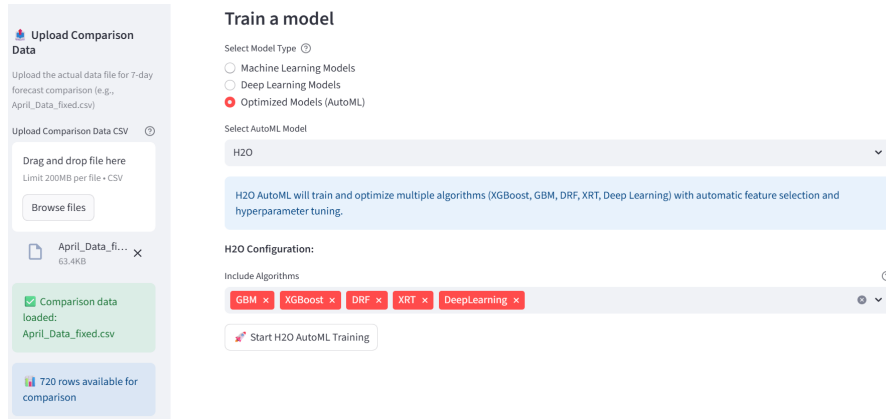 Upload Comparison
Data
Upload the actual data file for 7-day
forecast comparison (e.g.,
April_Data_fixed.csv)
Upload Comparison Data CSV
Drag and drop file here
Limit 200MB per file • CSV
Browse files
April_Data_fi...
63.4KB
Comparison data
loaded:
April_Data_fixed.csv
720 rows available for
comparison
Train a model
Select Model Type
Machine Learning Models
Deep Learning Models
Optimized Models (AutoML)
Select AutoML Model
H2O
H2O AutoML will train and optimize multiple algorithms (XGBoost, GBM, DRF, XRT, Deep Learning) with automatic feature selection and
hyperparameter tuning.
H2O Configuration:
Include Algorithms
GBM × XGBoost × DRF × XRT × DeepLearning ×
Start H2O AutoML Training